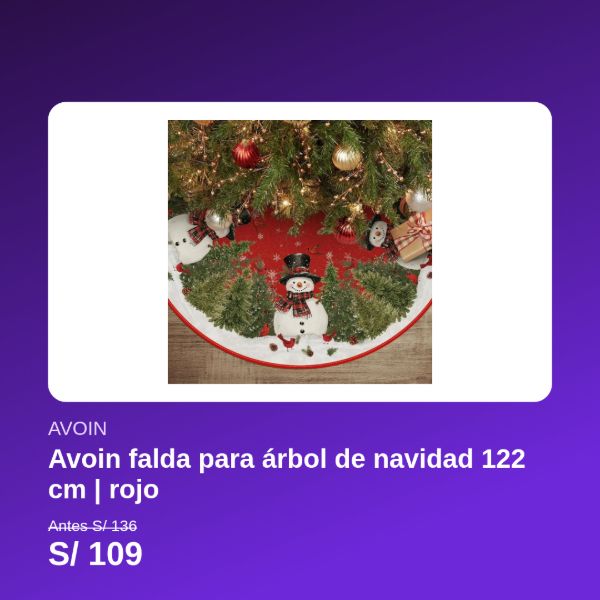 AVOIN
Avoin falda para árbol de navidad 122
cm | rojo
Antes S/ 136
S/ 109